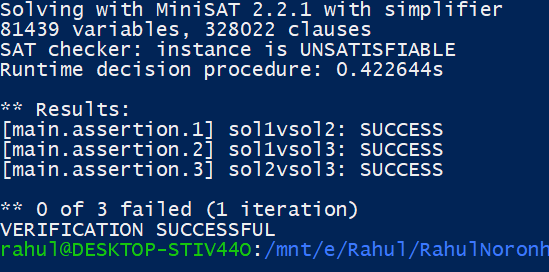 Solving with MiniSAT 2.2.1 with simplifier
81439 variables, 328022 clauses
SAT checker: instance is UNSATISFIABLE
Runtime decision procedure: 0.422644s
** Results:
[main.assertion.1] sol1vsol2: SUCCESS
[main.assertion.2] sol1vsol3: SUCCESS
[main.assertion.3] sol2vsol3: SUCCESS
** 0 of 3 failed (1 iteration)
VERIFICATION SUCCESSFUL
rahul@DESKTOP-STIV44O:/mnt/e/Rahul/RahulNoronh